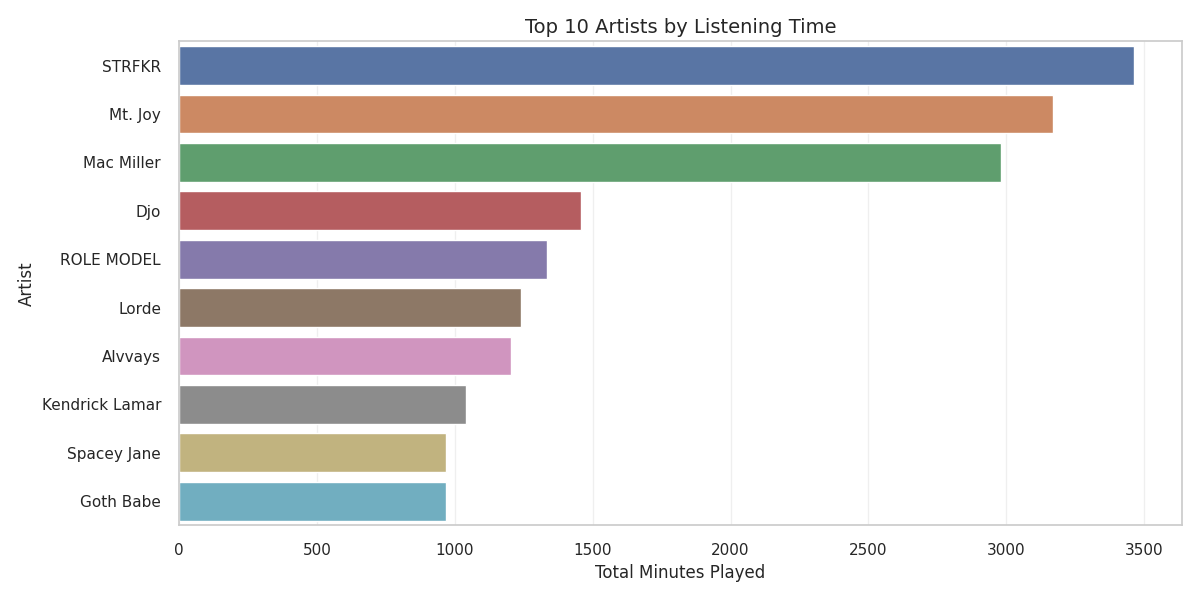 Top 10 Artists by Listening Time
Artist
STRFKR
Mt. Joy
Mac Miller
Djo
ROLE MODEL
Lorde
Alvvays
Kendrick Lamar
Spacey Jane
Goth Babe
0 500 1000 1500 2000 2500 3000 3500
Total Minutes Played